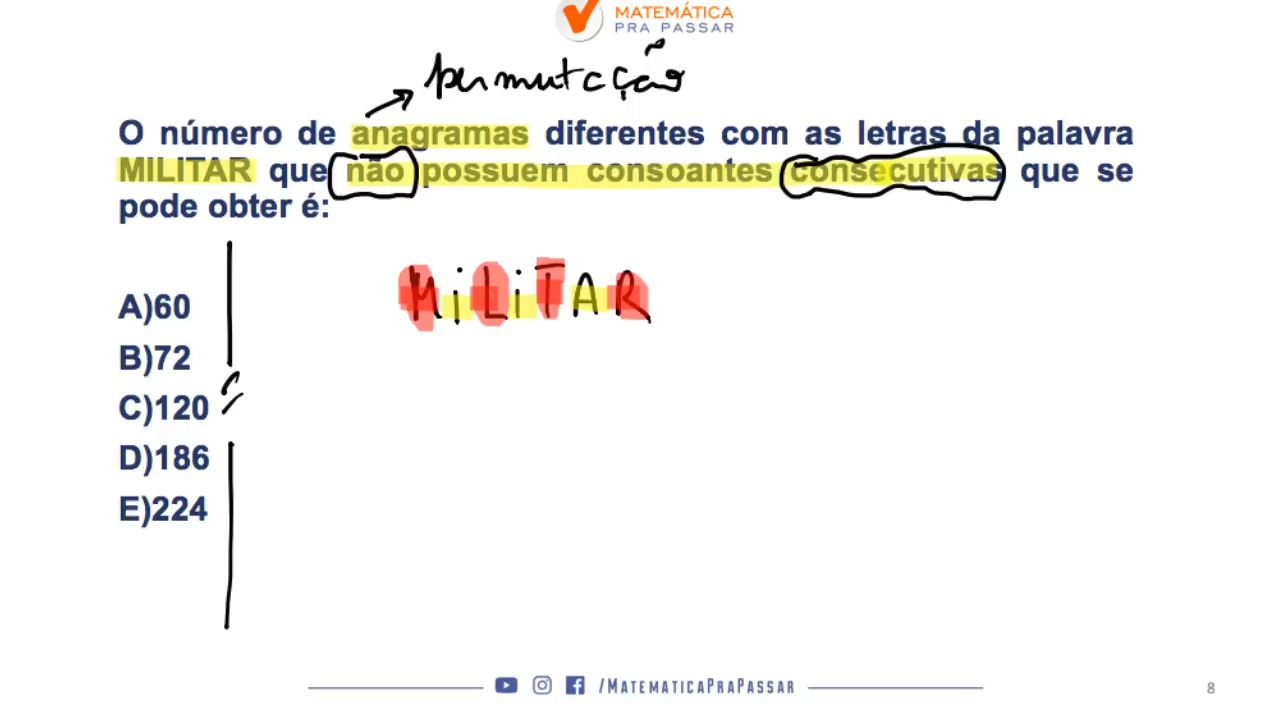 MATEMÁTICA
PRA PASSAR
permutação
O número de anagramas diferentes com as letras da palavra
MILITAR que não possuem consoantes consecutivas que se
pode obter é:
MiLiTAR
A)60
B)72
C)120
D)186
E)224
/MatematicaPraPassar
8